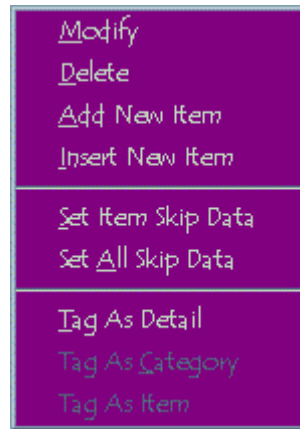 Modify
Delete
Add New Item
Insert New Item
Set Item Skip Data
Set All Skip Data
Tag As Detail
Tag As Category
Tag As Item